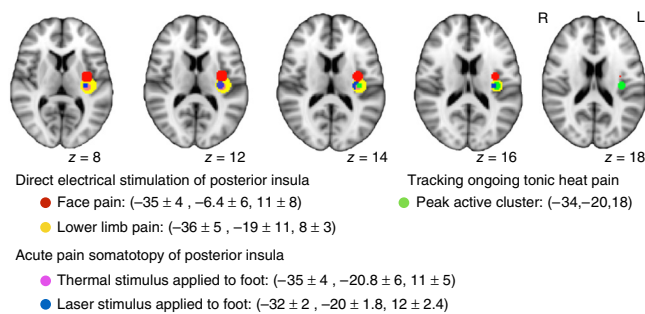 R L
z = 8 z = 12 z = 14 z = 16 z = 18
Direct electrical stimulation of posterior insula
Face pain: (–35 ± 4 , –6.4 ± 6, 11 ± 8)
Lower limb pain: (–36 ± 5 , –19 ± 11, 8 ± 3)
Tracking ongoing tonic heat pain
Peak active cluster: (–34,–20,18)
Acute pain somatotopy of posterior insula
Thermal stimulus applied to foot: (–35 ± 4 , –20.8 ± 6, 11 ± 5)
Laser stimulus applied to foot: (–32 ± 2 , –20 ± 1.8, 12 ± 2.4)